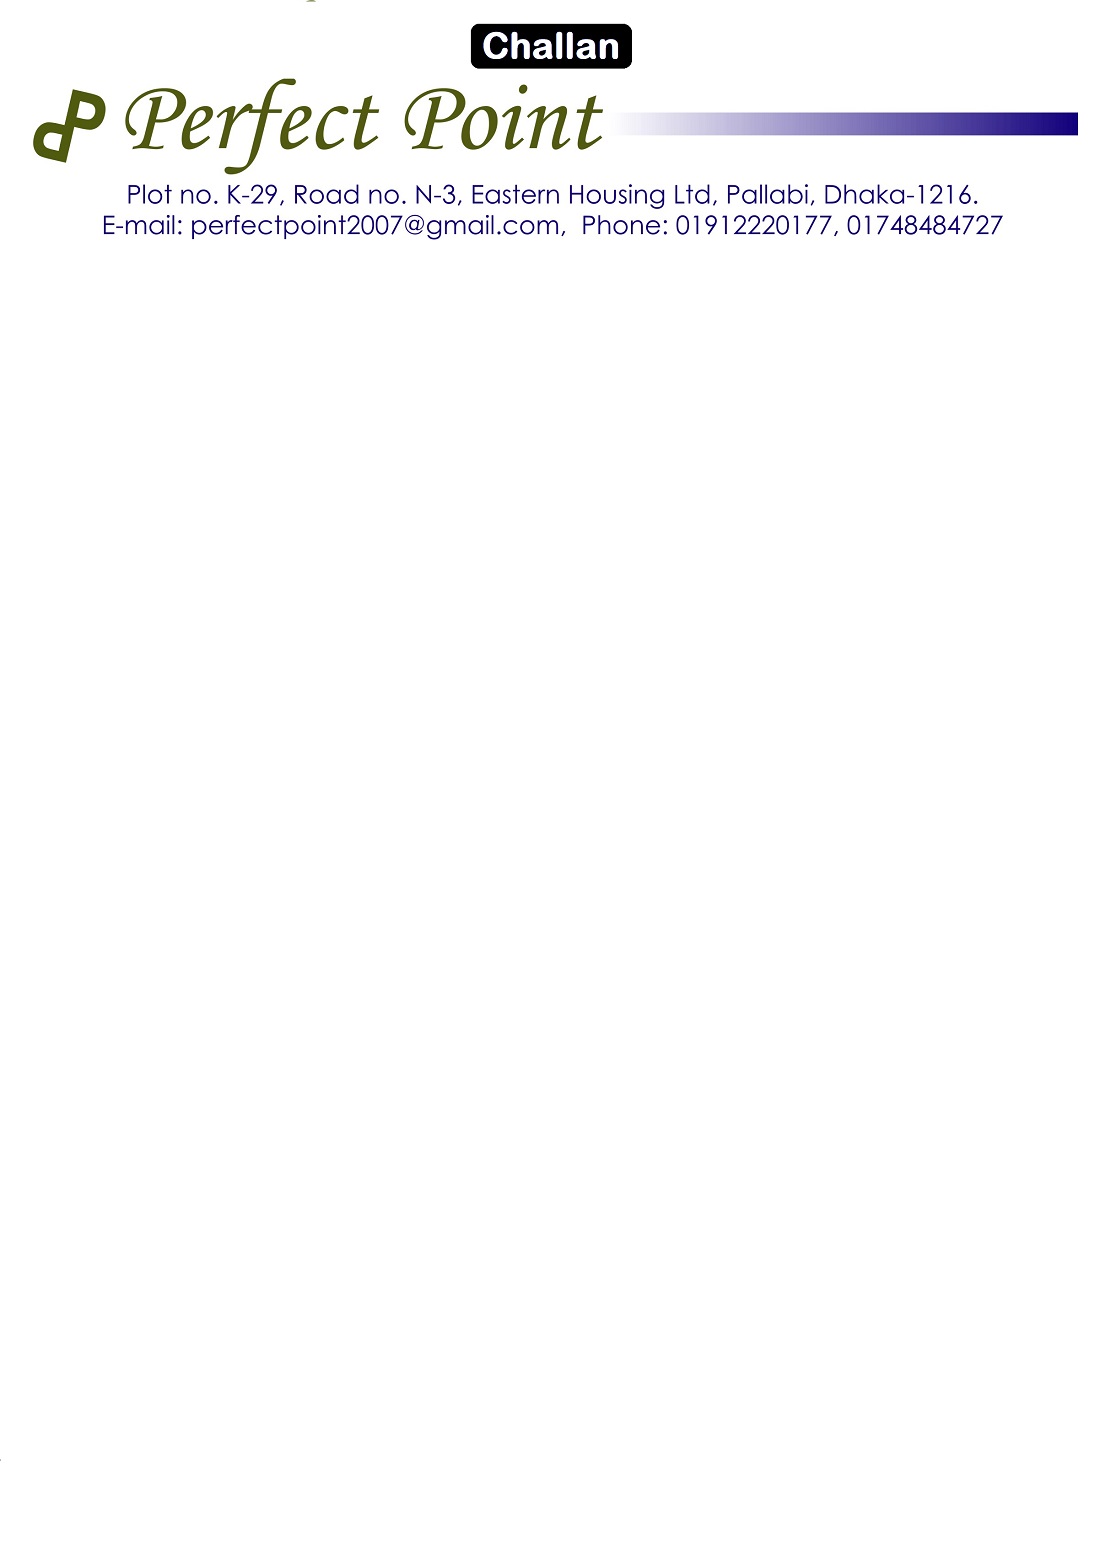 Challan
PP Perfect Point
Plot no. K-29, Road no. N-3, Eastern Housing Ltd, Pallabi, Dhaka-1216.
E-mail: perfectpoint2007@gmail.com,  Phone: 01912220177, 01748484727